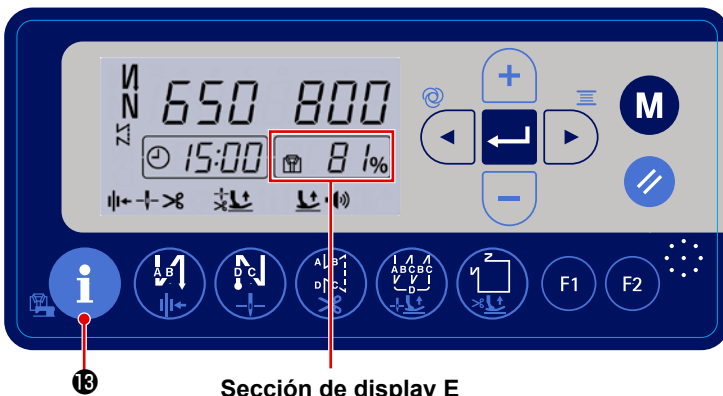 650 800
15:00 81%
M
i
A B
D C
A B
D C
A B C B C
D
F1 F2
⓭
Sección de display E